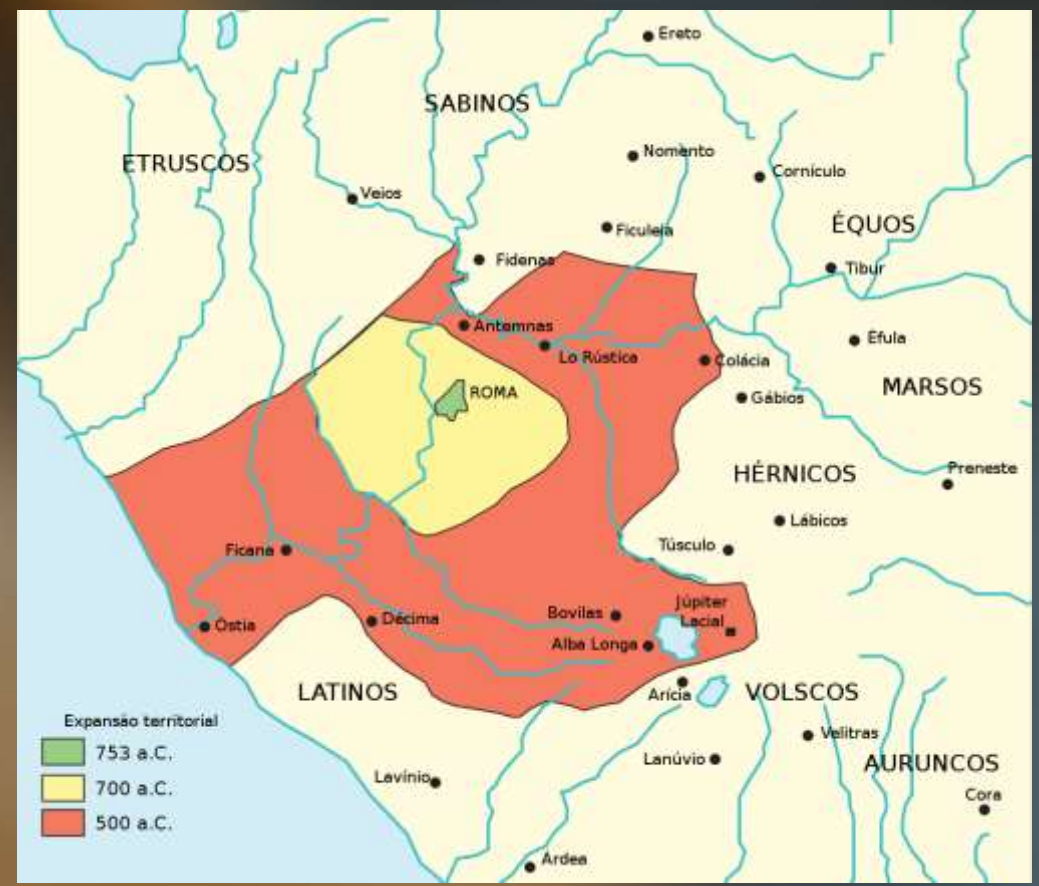 Ereto
SABINOS
Nomento
ETRUSCOS
Cornículo
Veios
ÉQUOS
Ficuleia
Fidenas
Tibur
Antemnas
Éfula
Lo Rústica
Colácia
MARSOS
ROMA
Gábios
HÉRNICOS
Preneste
Lábicos
Túsculo
Ficana
Júpiter
Lacial
Bovilas
Décima
Óstia
Alba Longa
LATINOS
Arícia
VOLSCOS
Expansão territorial
753 a.C.
700 a.C.
500 a.C.
Velitras
Lanúvio
AURUNCOS
Lavínio
Cora
Árdea